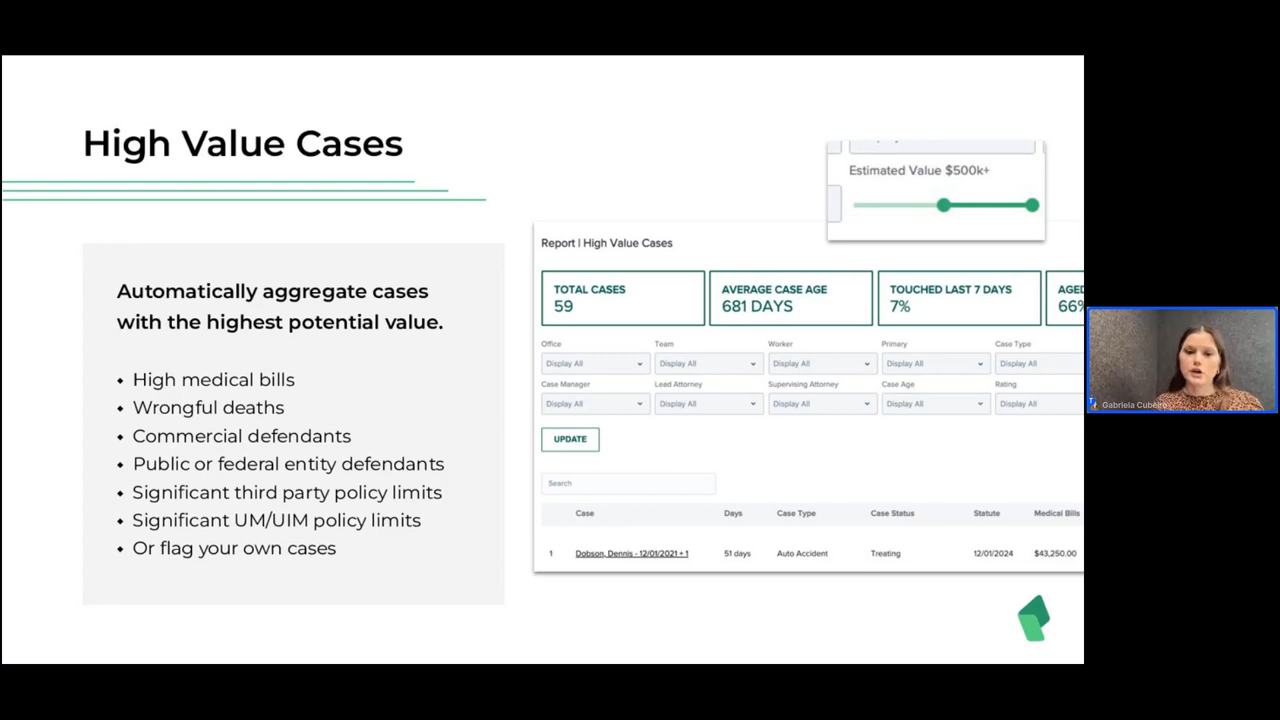 High Value Cases
Automatically aggregate cases
with the highest potential value.
High medical bills
Wrongful deaths
Commercial defendants
Public or federal entity defendants
Significant third party policy limits
Significant UM/UIM policy limits
Or flag your own cases
Estimated Value $500k+
Report | High Value Cases
TOTAL CASES
59
AVERAGE CASE AGE
681 DAYS
TOUCHED LAST 7 DAYS
7%
AGED
66%
Office Team Worker Primary Case Type
Display All Display All Display All Display All Display All
Case Manager Lead Attorney Supervising Attorney Case Age Rating
Display All Display All Display All Display All Display All
UPDATE
Search
Case Days Case Type Case Status Statute Medical Bills
1 Dobson, Dennis - 12/01/2021 + 1 51 days Auto Accident Treating 12/01/2024 $43,250.00
Gabriela